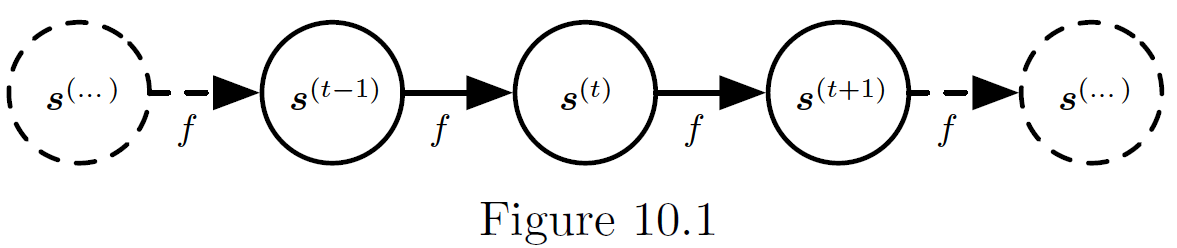 s^(...) s^(t−1) s^(t) s^(t+1) s^(...)
f f f f
Figure 10.1